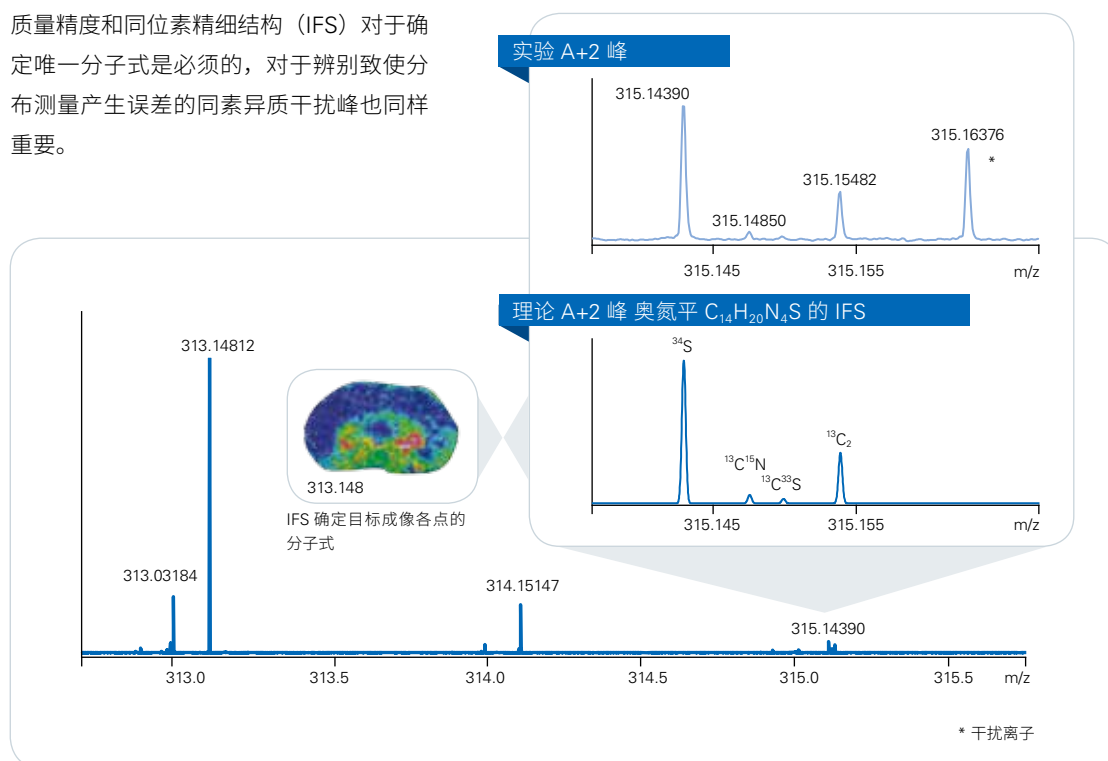 质量精度和同位素精细结构（IFS）对于确
定唯一分子式是必须的，对于辨别致使分
布测量产生误差的同素异质干扰峰也同样
重要。
实验 A+2 峰
315.14390
315.16376
*
315.15482
315.14850
315.145
315.155
m/z
理论 A+2 峰 奥氮平 C₁₄H₂₀N₄S 的 IFS
³⁴S
¹³C¹⁵N
¹³C³³S
¹³C₂
315.145
315.155
m/z
313.14812
313.148
IFS 确定目标成像各点的
分子式
313.03184
314.15147
315.14390
313.0
313.5
314.0
314.5
315.0
315.5
m/z
* 干扰离子